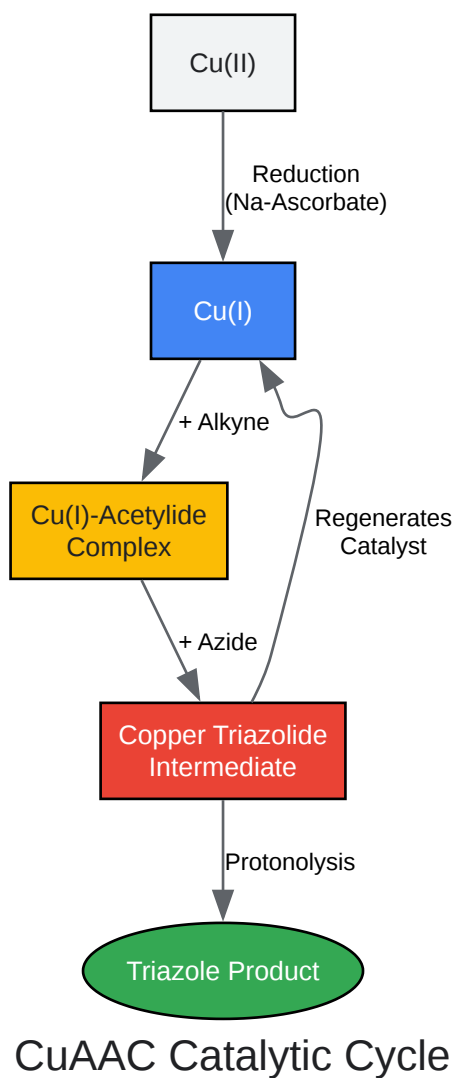 Cu(II)
Reduction
(Na-Ascorbate)
Cu(I)
+ Alkyne
Cu(I)-Acetylide
Complex
Regenerates
Catalyst
+ Azide
Copper Triazolide
Intermediate
Protonolysis
Triazole Product
CuAAC Catalytic Cycle